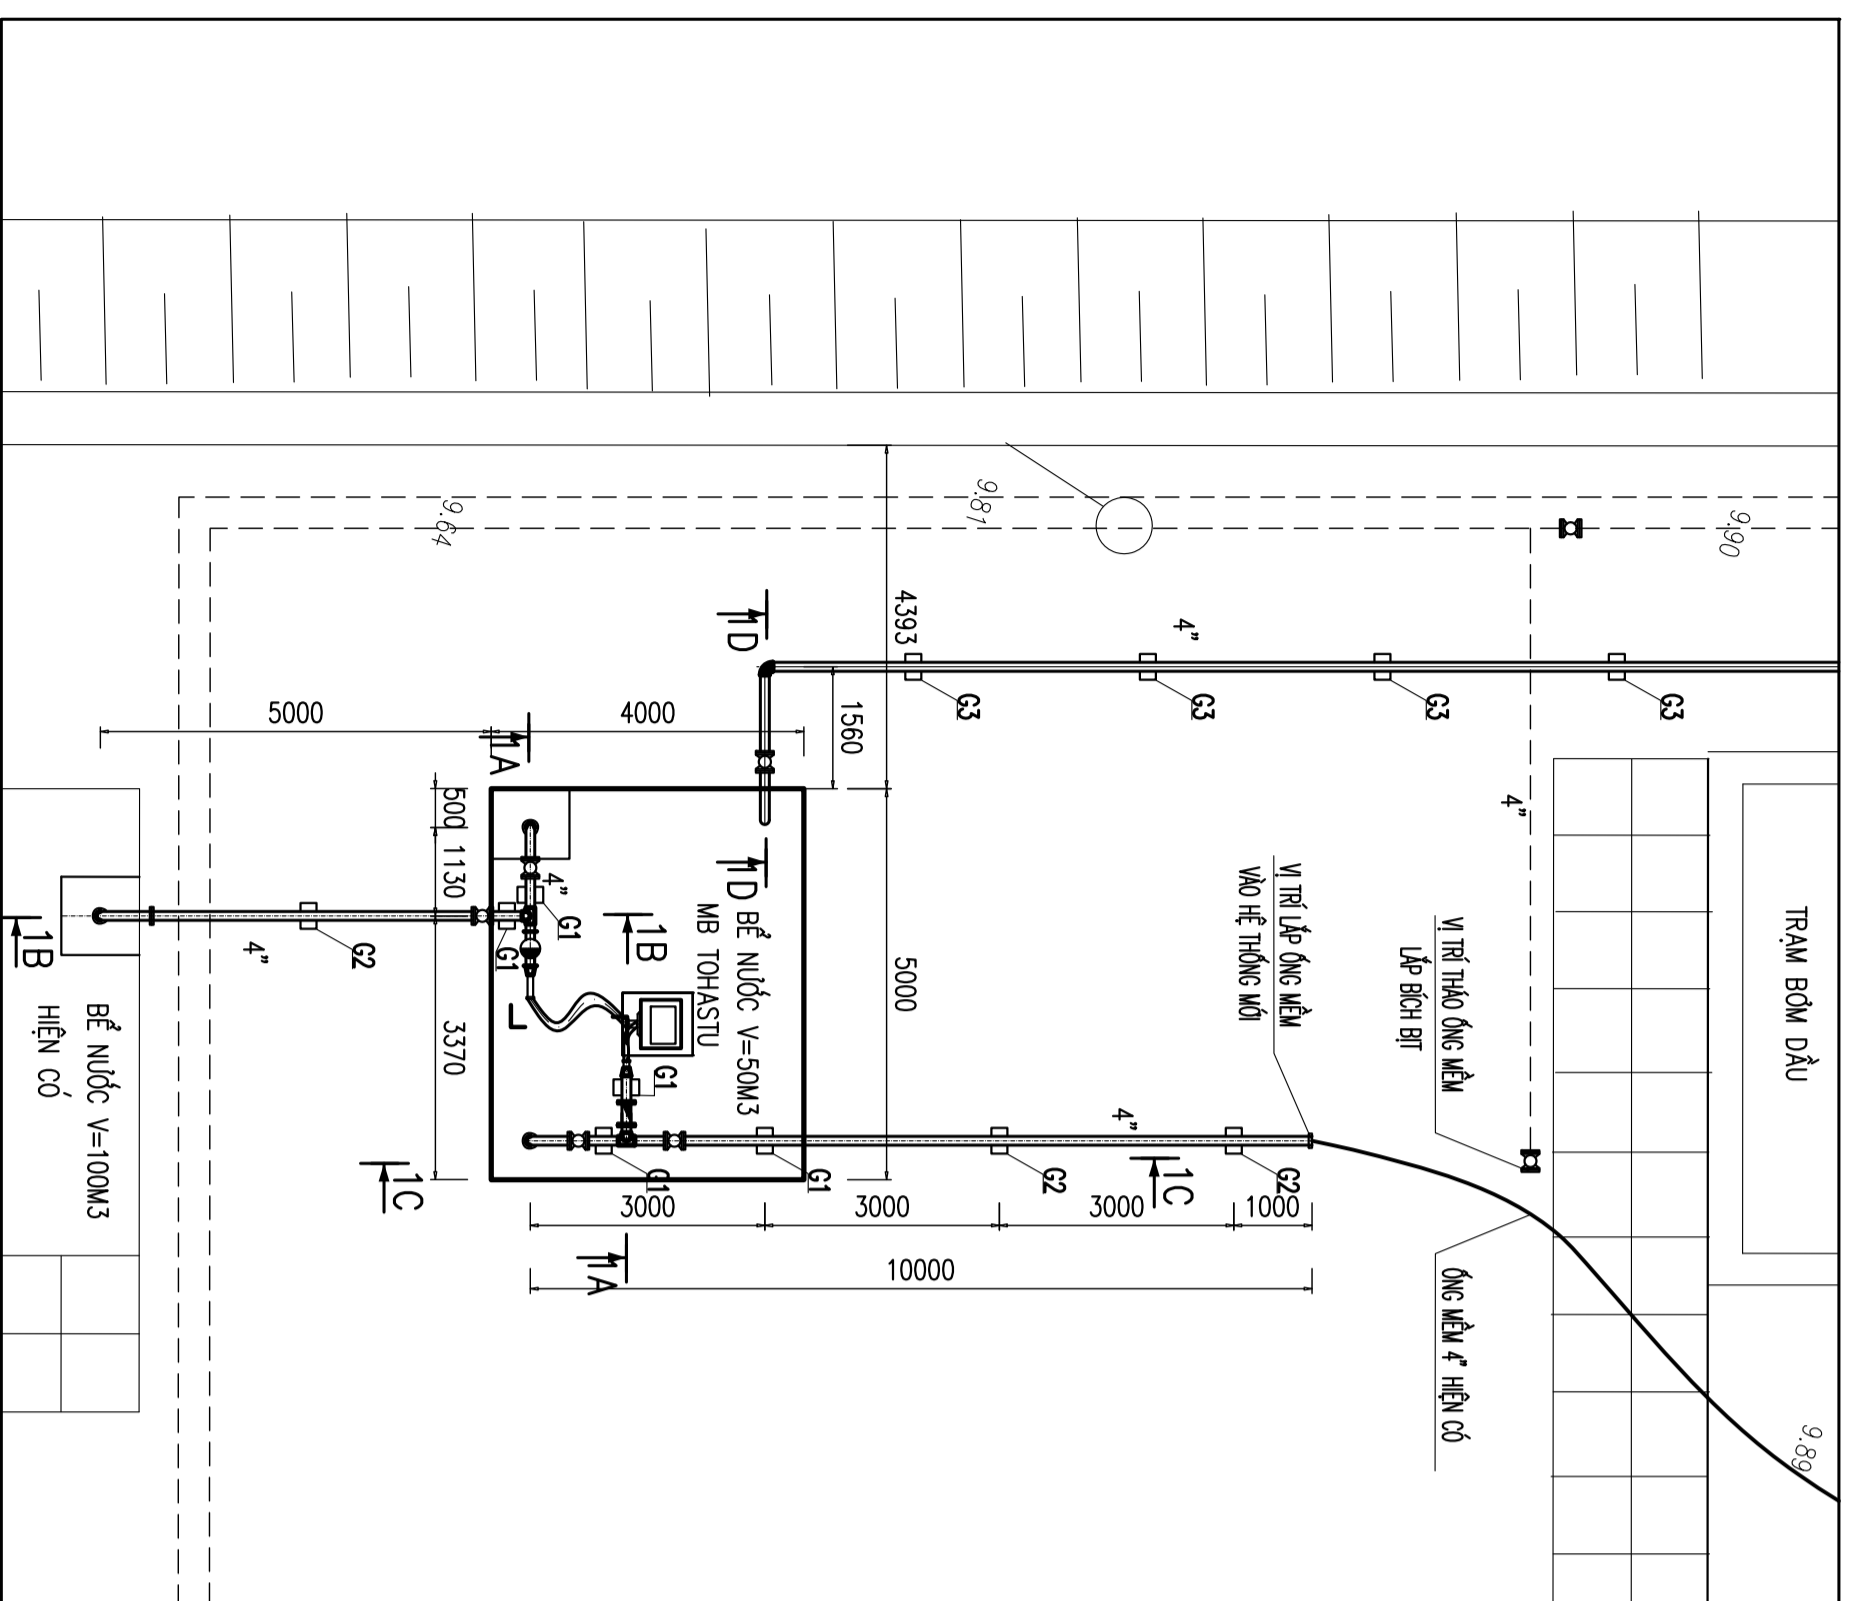 9.64
9.81
9.90
4393
1D
4"
G3
G3
G3
G3
5000
4000
1560
1A
500
1130
3370
5000
4"
1D
4"
G1
G1
1B
BỂ NƯỚC V=50M3
MB TOHASTU
L
G1
G1
G1
G2
4"
1B
BỂ NƯỚC V=100M3
HIỆN CÓ
VỊ TRÍ LẮP ỐNG MỀM
VÀO HỆ THỐNG MỚI
VỊ TRÍ THÁO ỐNG MỀM
LẮP BÍCH BỊT
TRẠM BƠM DẦU
4"
G2
G2
1C
1C
3000
3000
3000
1000
1A
10000
ỐNG MỀM 4" HIỆN CÓ
9.89